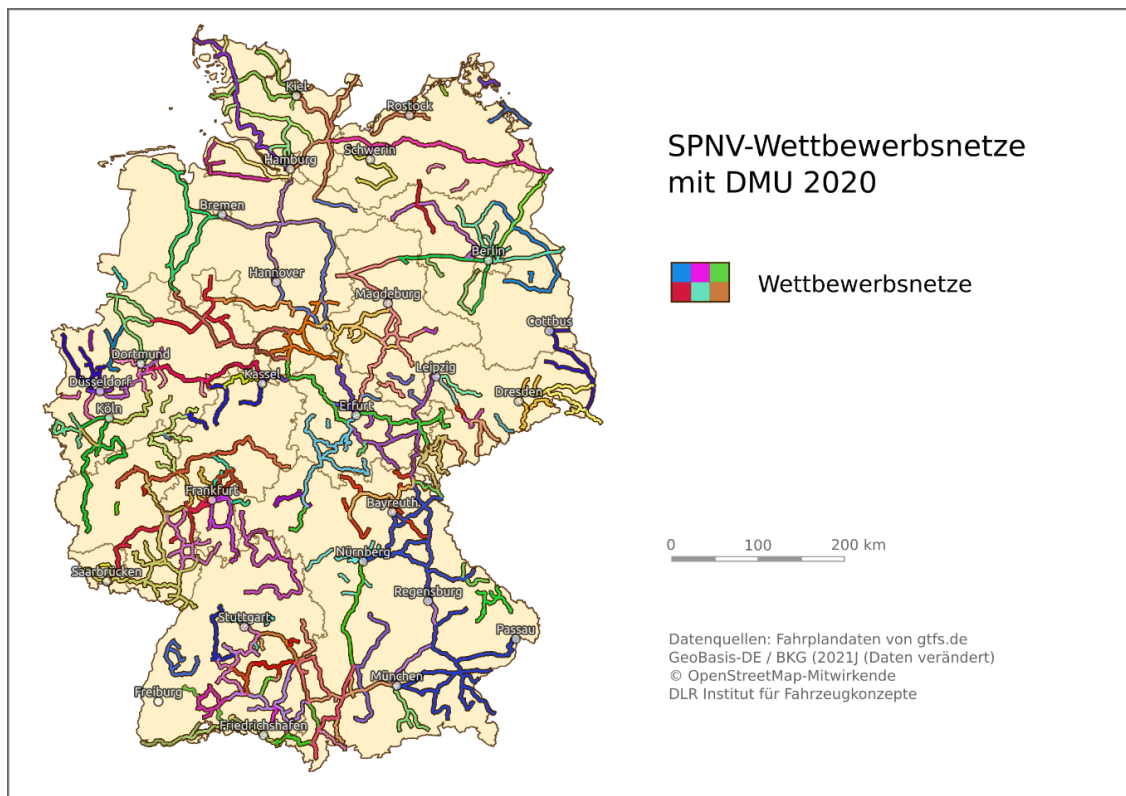 Kiel
Rostock
Schwerin
Hamburg
Bremen
Berlin
Hannover
Magdeburg
Cottbus
Dortmund
Leipzig
Kassel
Düsseldorf
Dresden
Köln
Erfurt
Frankfurt
Bayreuth
Nürnberg
Saarbrücken
Regensburg
Stuttgart
Passau
München
Freiburg
Friedrichshafen
SPNV-Wettbewerbsnetze
mit DMU 2020
Wettbewerbsnetze
0 100 200 km
Datenquellen: Fahrplandaten von gtfs.de
GeoBasis-DE / BKG (2021J (Daten verändert)
© OpenStreetMap-Mitwirkende
DLR Institut für Fahrzeugkonzepte